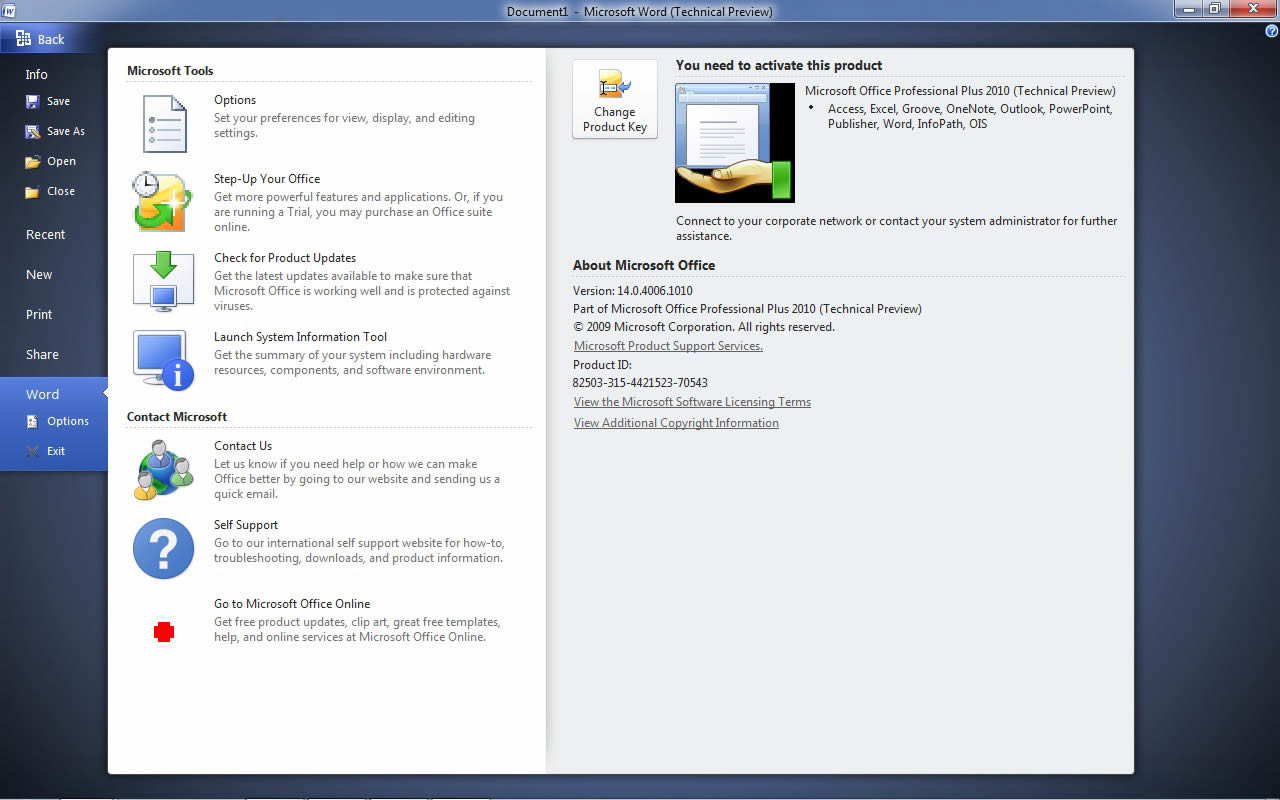 Document1 - Microsoft Word (Technical Preview)
Back
Info
Save
Save As
Open
Close
Recent
New
Print
Share
Word
Options
Exit
Microsoft Tools
Options
Set your preferences for view, display, and editing
settings.
Step-Up Your Office
Get more powerful features and applications. Or, if you
are running a Trial, you may purchase an Office suite
online.
Check for Product Updates
Get the latest updates available to make sure that
Microsoft Office is working well and is protected against
viruses.
Launch System Information Tool
Get the summary of your system including hardware
resources, components, and software environment.
Contact Microsoft
Contact Us
Let us know if you need help or how we can make
Office better by going to our website and sending us a
quick email.
Self Support
Go to our international self support website for how-to,
troubleshooting, downloads, and product information.
Go to Microsoft Office Online
Get free product updates, clip art, great free templates,
help, and online services at Microsoft Office Online.
Change
Product Key
You need to activate this product
Microsoft Office Professional Plus 2010 (Technical Preview)
• Access, Excel, Groove, OneNote, Outlook, PowerPoint,
Publisher, Word, InfoPath, OIS
Connect to your corporate network or contact your system administrator for further
assistance.
About Microsoft Office
Version: 14.0.4006.1010
Part of Microsoft Office Professional Plus 2010 (Technical Preview)
© 2009 Microsoft Corporation. All rights reserved.
Microsoft Product Support Services.
Product ID:
82503-315-4421523-70543
View the Microsoft Software Licensing Terms
View Additional Copyright Information